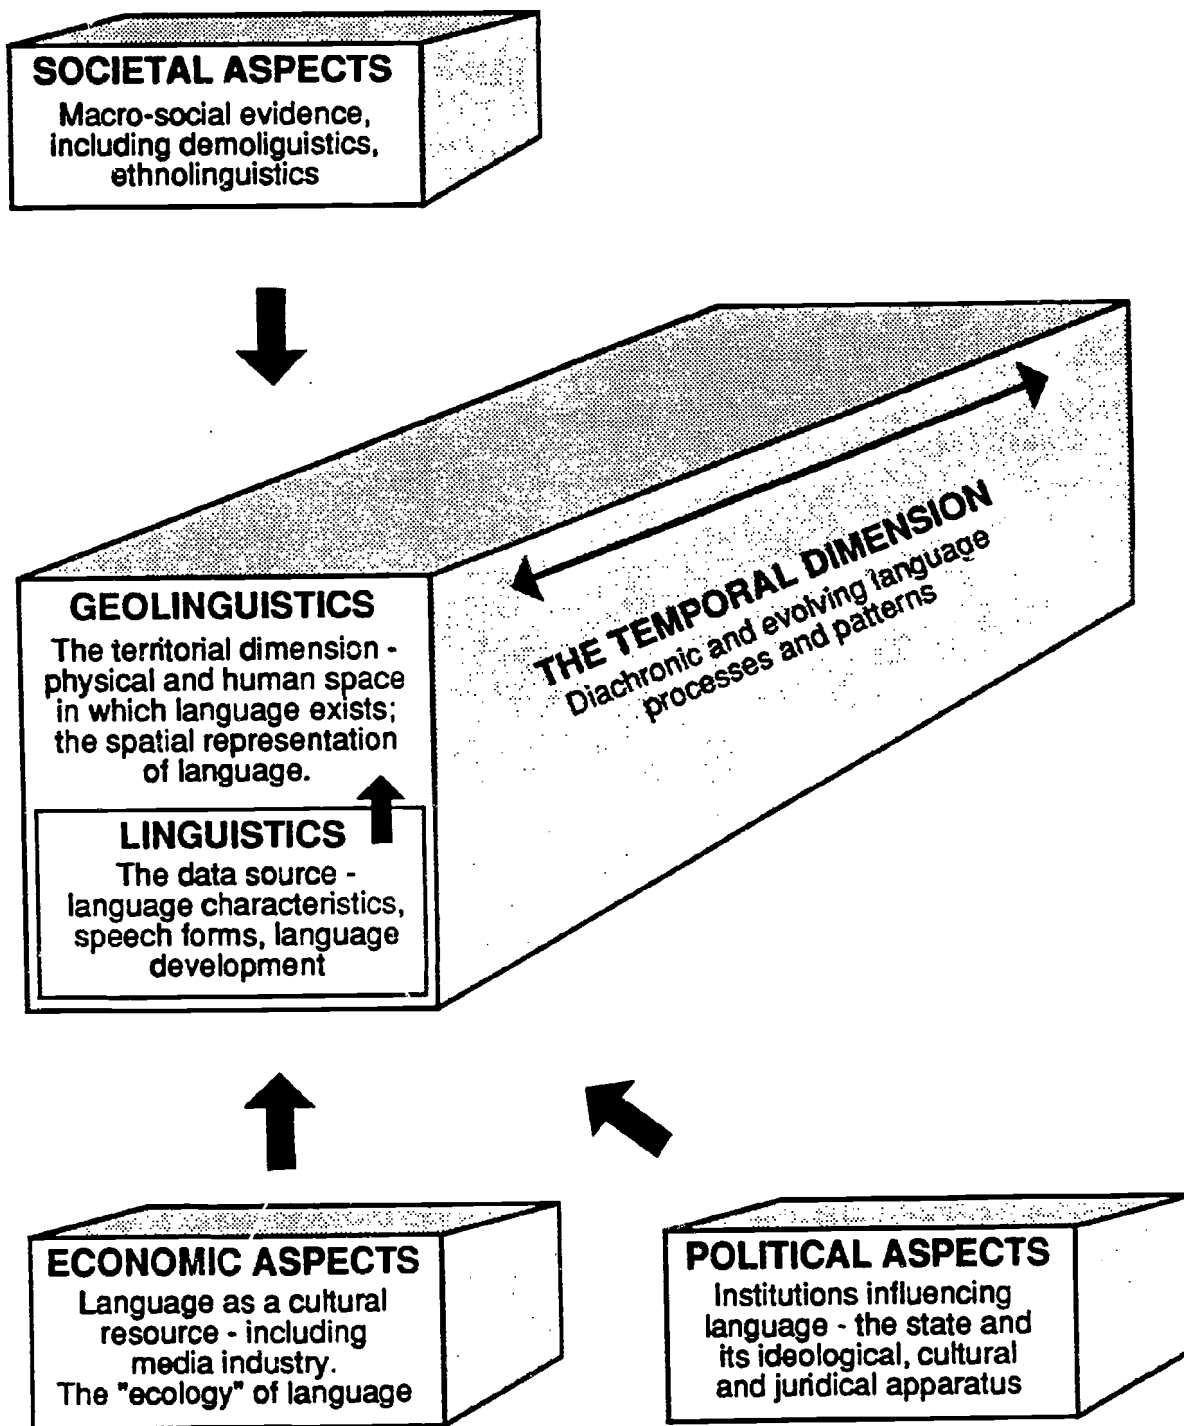 SOCIETAL ASPECTS
Macro-social evidence,
including demoliguistics,
ethnolinguistics
THE TEMPORAL DIMENSION
Diachronic and evolving language
processes and patterns
GEOLINGUISTICS
The territorial dimension -
physical and human space
in which language exists;
the spatial representation
of language.
LINGUISTICS
The data source -
language characteristics,
speech forms, language
development
ECONOMIC ASPECTS
Language as a cultural
resource - including
media industry.
The "ecology" of language
POLITICAL ASPECTS
Institutions influencing
language - the state and
its ideological, cultural
and juridical apparatus